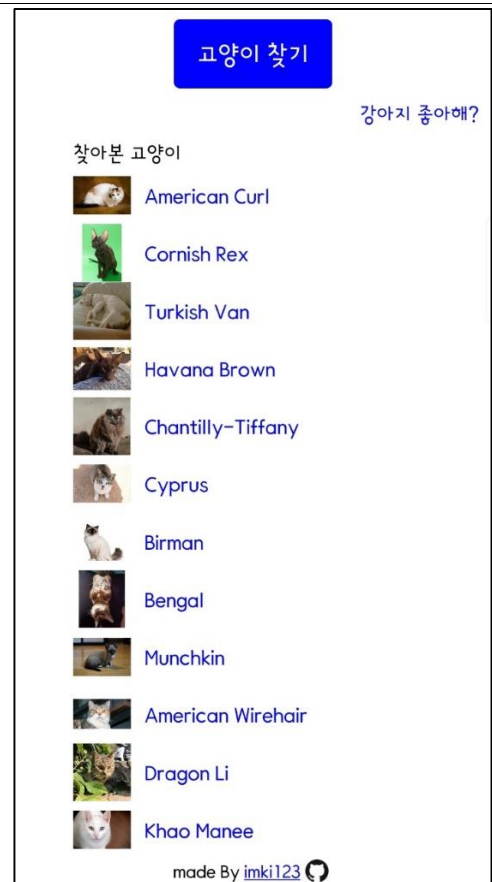 고양이 찾기
강아지 좋아해?
찾아본 고양이
American Curl
Cornish Rex
Turkish Van
Havana Brown
Chantilly-Tiffany
Cyprus
Birman
Bengal
Munchkin
American Wirehair
Dragon Li
Khao Manee
made By imki123